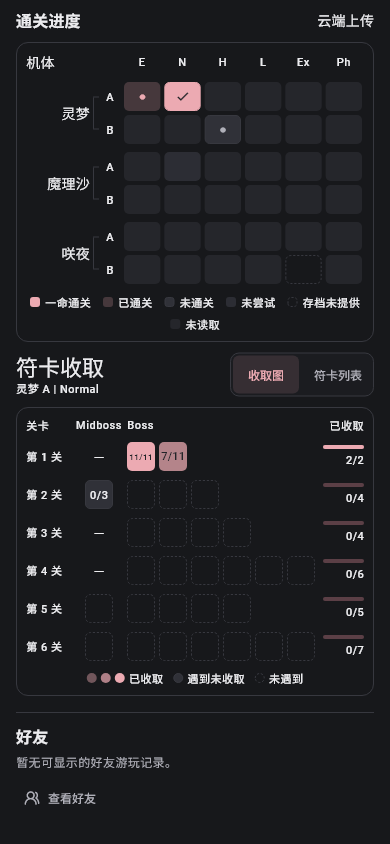 通关进度 云端上传
机体 E N H L Ex Ph
灵梦 A
B
魔理沙 A
B
咲夜 A
B
一命通关 已通关 未通关 未尝试 存档未提供
未读取
符卡收取
灵梦 A | Normal
收取图 符卡列表
关卡 Midboss Boss 已收取
第 1 关 — 11/11 7/11 2/2
第 2 关 0/3 0/4
第 3 关 — 0/4
第 4 关 — 0/6
第 5 关 0/5
第 6 关 0/7
已收取 遇到未收取 未遇到
好友
暂无可显示的好友游玩记录。
查看好友